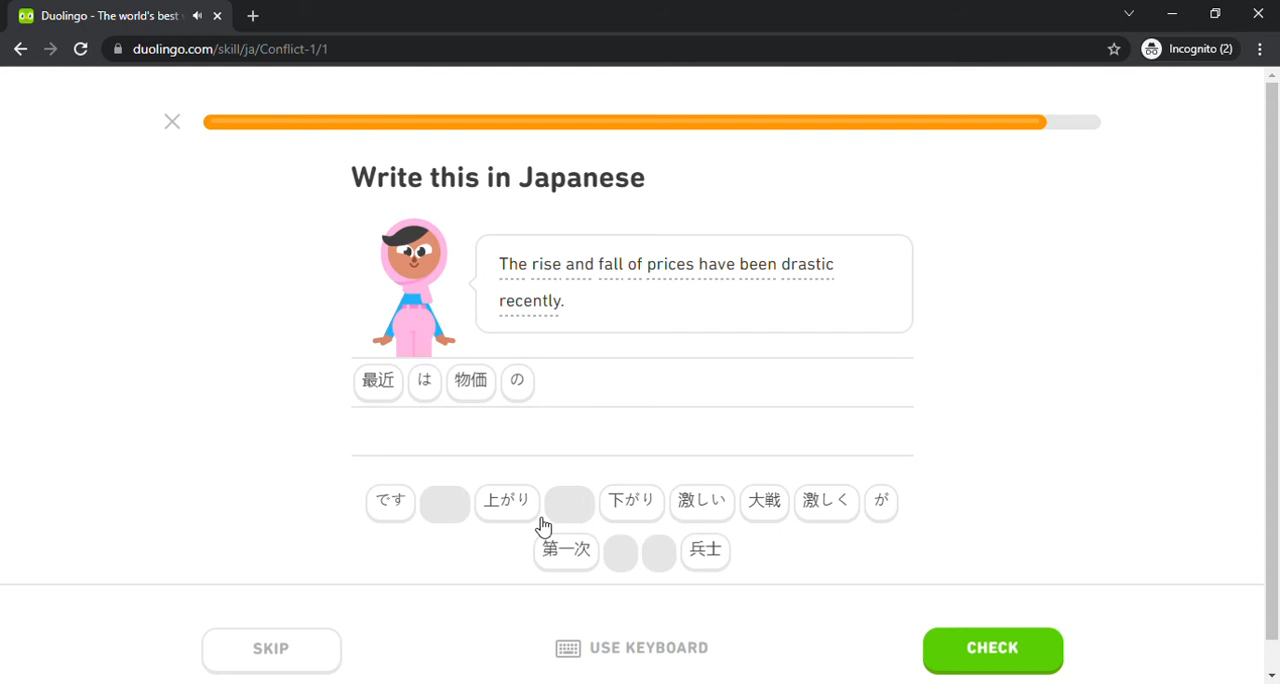 Duolingo - The world's best
duolingo.com/skill/ja/Conflict-1/1
Incognito (2)
Write this in Japanese
The rise and fall of prices have been drastic
recently.
最近 は 物価 の
です 上がり 下がり 激しい 大戦 激しく が
第一次 兵士
SKIP
USE KEYBOARD
CHECK